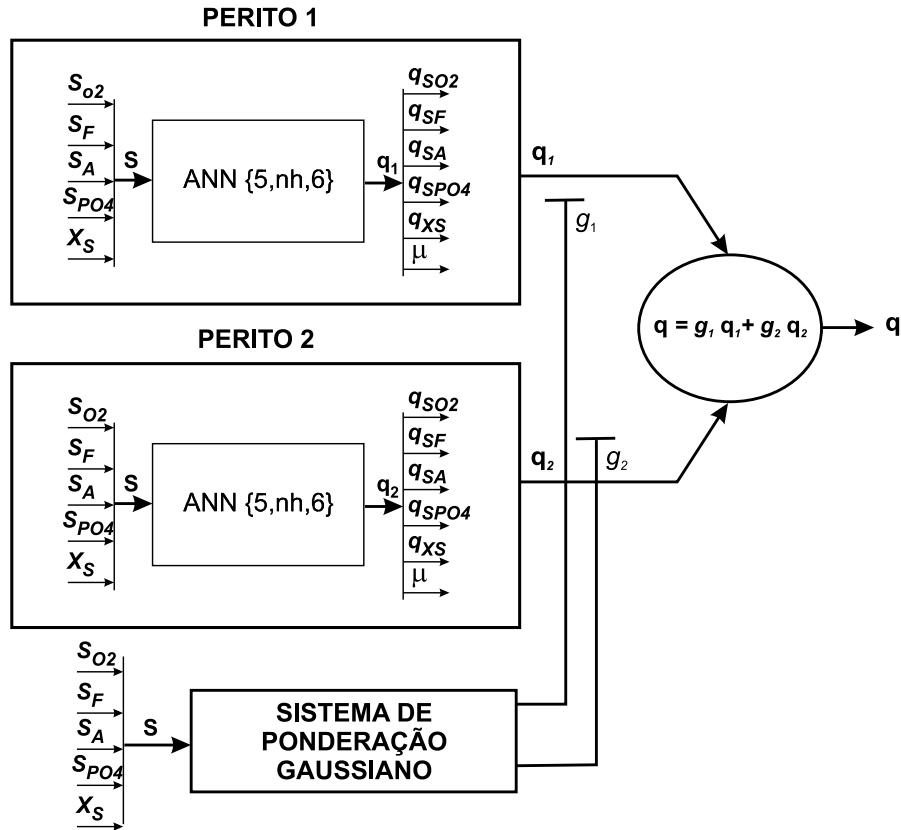 PERITO 1
S_o2
S_F
S_A
S_PO4
X_S
S
ANN {5,nh,6}
q_1
q_SO2
q_SF
q_SA
q_SPO4
q_XS
μ
q_1
g_1
q = g_1 q_1 + g_2 q_2
q
PERITO 2
S_O2
S_F
S_A
S_PO4
X_S
S
ANN {5,nh,6}
q_2
q_SO2
q_SF
q_SA
q_SPO4
q_XS
μ
q_2
g_2
S_O2
S_F
S_A
S_PO4
X_S
S
SISTEMA DE
PONDERAÇÃO
GAUSSIANO